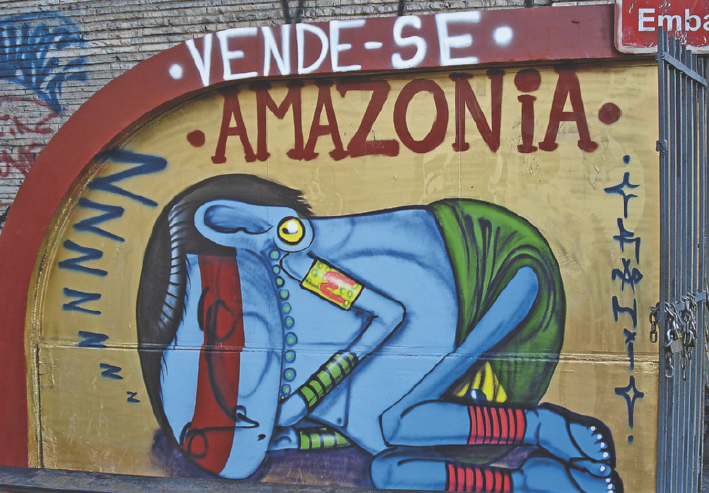 Emba
• VENDE-SE •
• AMAZONiA •
N N N N N N N